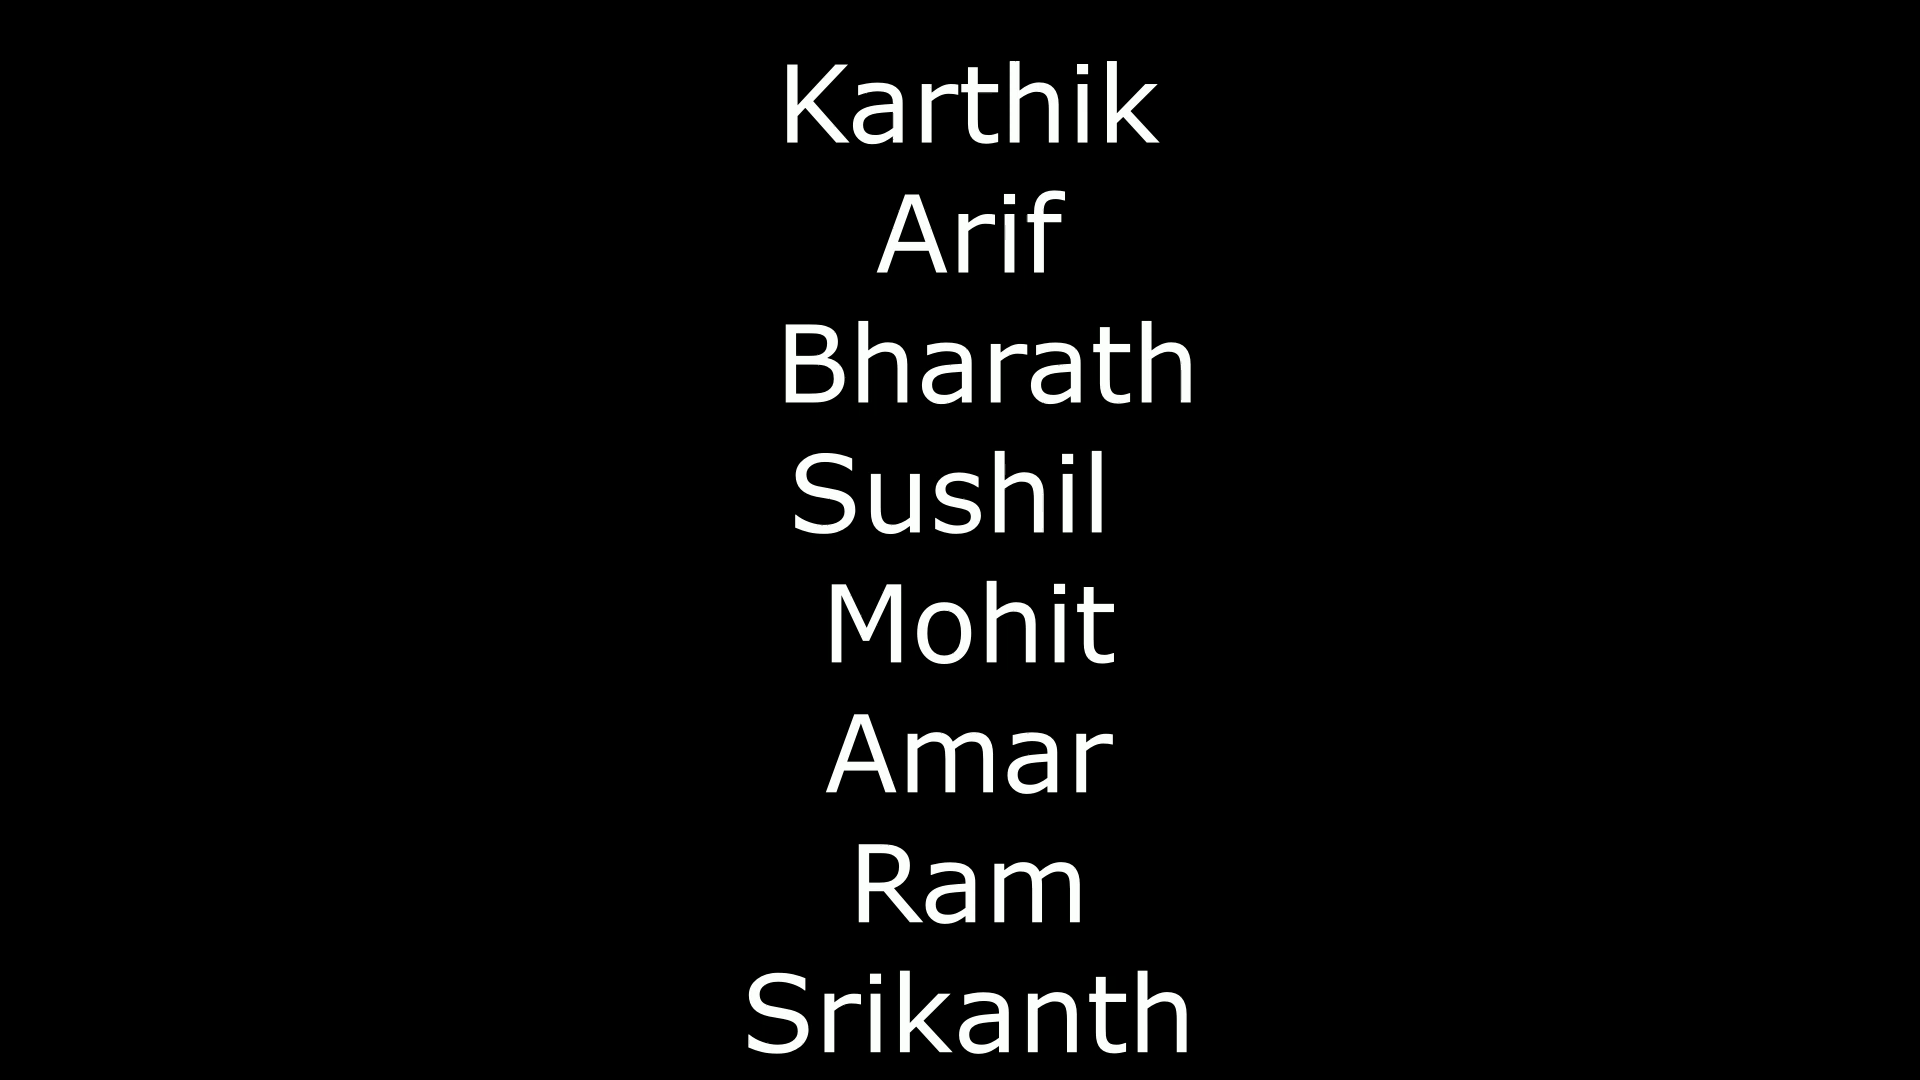 Karthik
Arif
Bharath
Sushil
Mohit
Amar
Ram
Srikanth